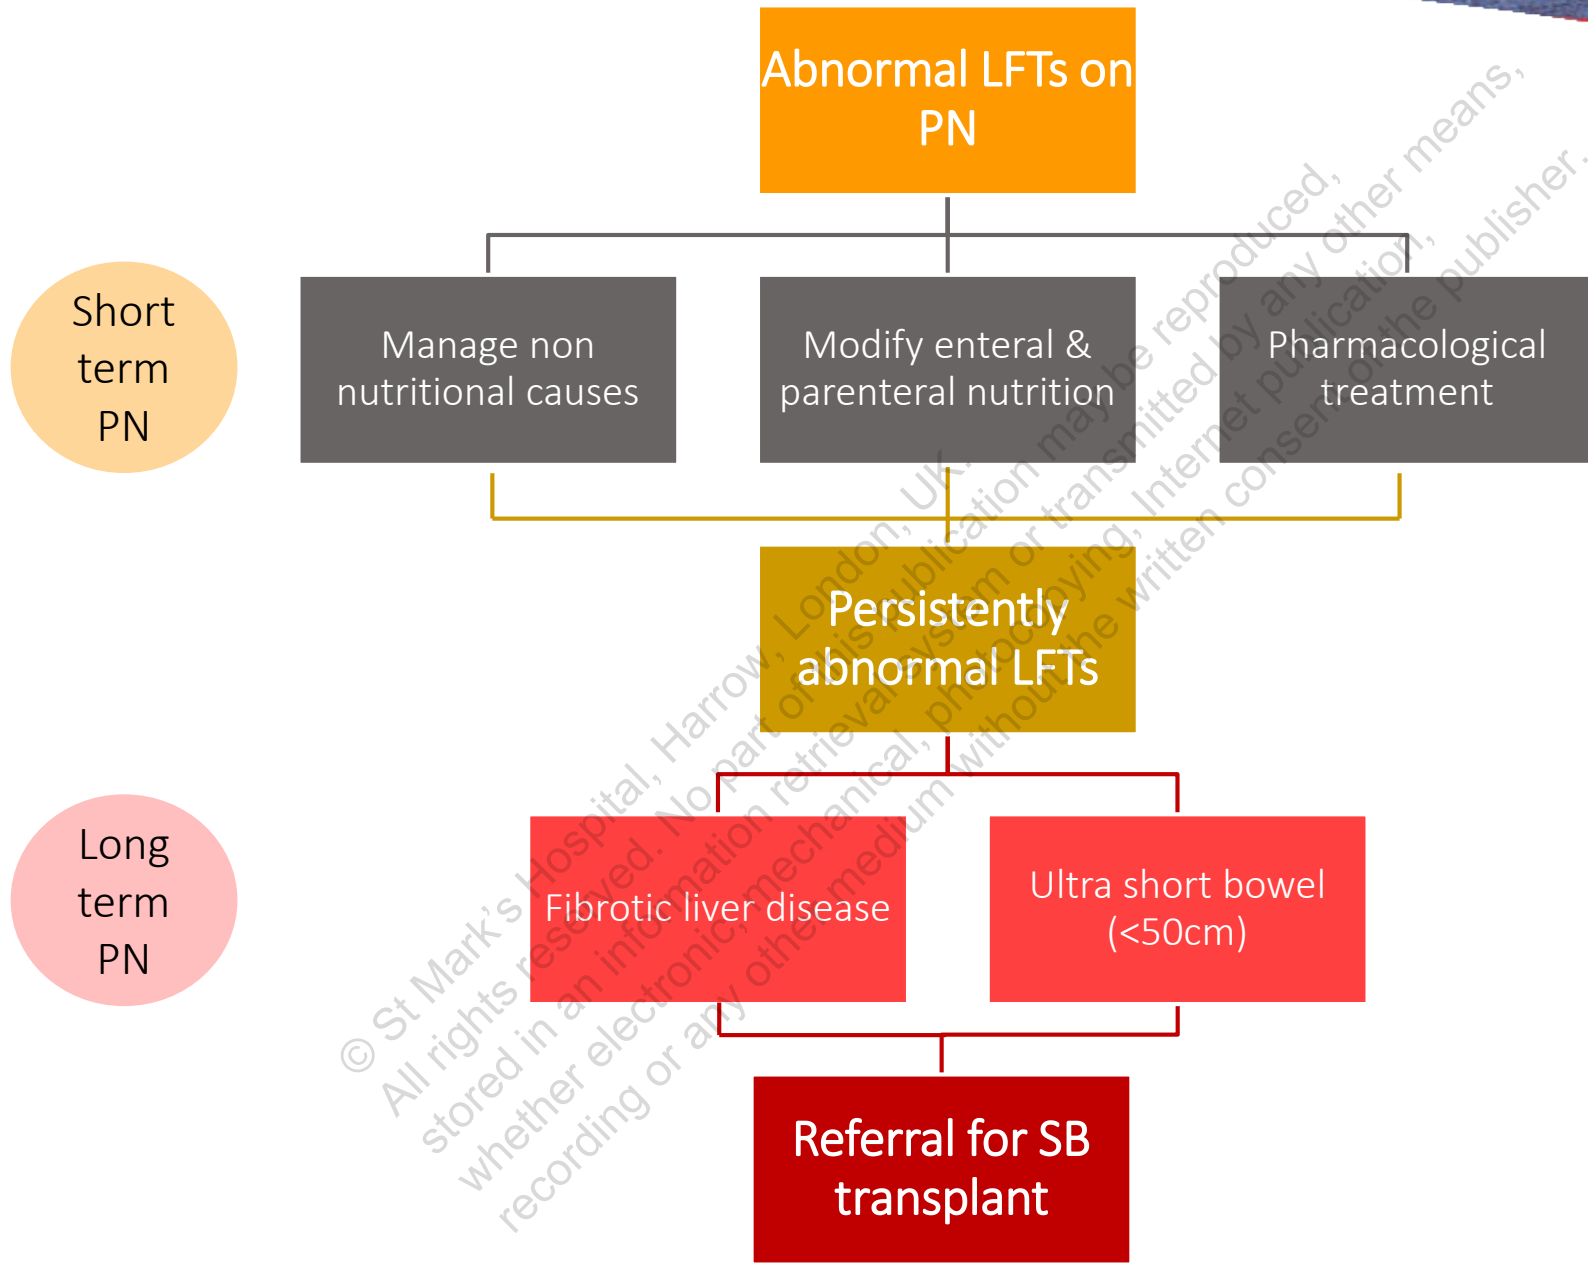 Abnormal LFTs on
PN
Short
term
PN
Manage non
nutritional causes
Modify enteral &
parenteral nutrition
Pharmacological
treatment
Persistently
abnormal LFTs
Long
term
PN
Fibrotic liver disease
Ultra short bowel
(<50cm)
Referral for SB
transplant
© St Mark's Hospital, Harrow, London, UK.
All rights reserved. No part of this publication may be reproduced,
stored in an information retrieval system or transmitted by any other means,
whether electronic, mechanical, photocopying, Internet publication,
recording or any other medium without the written consent of the publisher.